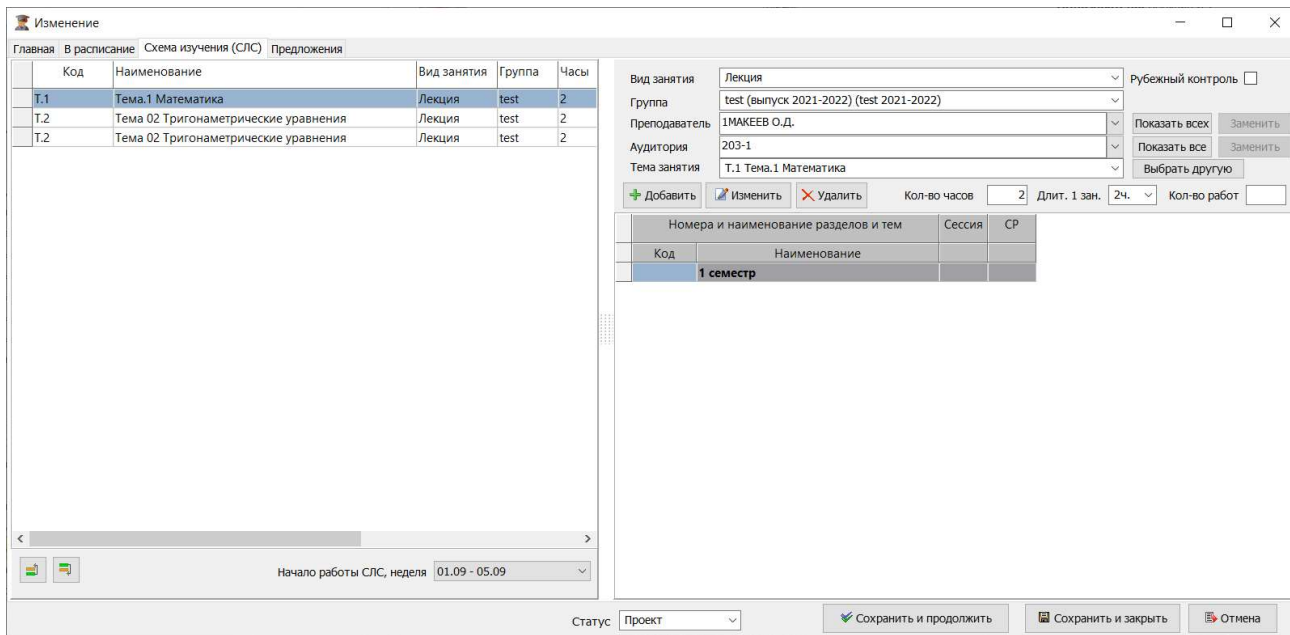 Изменение
Главная В расписание Схема изучения (СЛС) Предложения
Код Наименование Вид занятия Группа Часы
Т.1 Тема.1 Математика Лекция test 2
Т.2 Тема 02 Тригонометрические уравнения Лекция test 2
Т.2 Тема 02 Тригонометрические уравнения Лекция test 2
Начало работы СЛС, неделя 01.09 - 05.09
Вид занятия Лекция Рубежный контроль
Группа test (выпуск 2021-2022) (test 2021-2022)
Преподаватель 1МАКЕЕВ О.Д. Показать всех Заменить
Аудитория 203-1 Показать все Заменить
Тема занятия Т.1 Тема.1 Математика Выбрать другую
Добавить Изменить Удалить Кол-во часов 2 Длит. 1 зан. 2ч. Кол-во работ
Номера и наименование разделов и тем Сессия СР
Код Наименование
1 семестр
Статус Проект Сохранить и продолжить Сохранить и закрыть Отмена